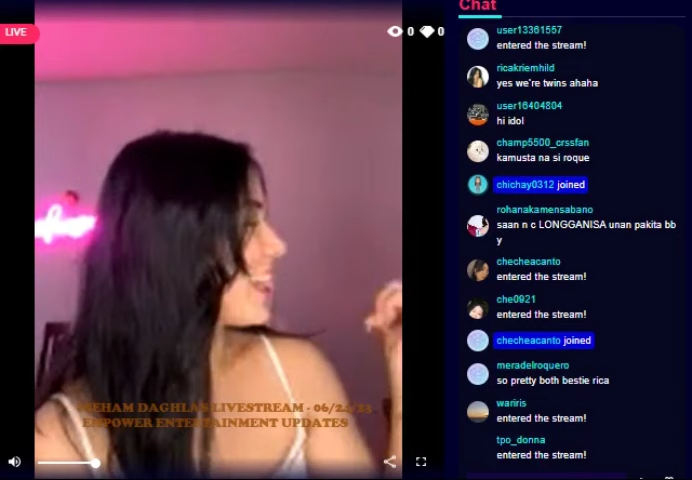 Chat
LIVE
0
0
user13361557
entered the stream!
ricakriemhild
yes we're twins ahaha
user16404804
hi idol
champ5500_crssfan
kamusta na si roque
chichay0312 joined
rohanakamensabano
saan n c LONGGANISA unan pakita bb
y
checheacanto
entered the stream!
che0921
entered the stream!
checheacanto joined
meradelroquero
so pretty both bestie rica
wariris
entered the stream!
tpo_donna
entered the stream!
DAGHLAS LIVESTREAM - 06/
EMPOWER ENTERTAINMENT UPDATES